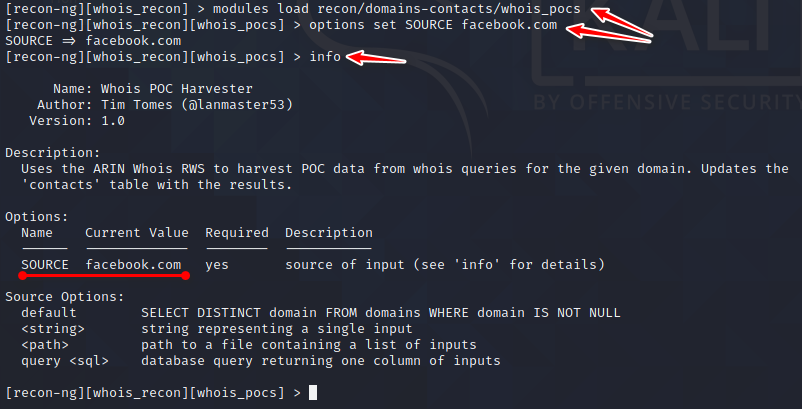 [recon-ng][whois_recon][whois_pocs] > modules load recon/domains-contacts/whois_pocs
[recon-ng][whois_recon][whois_pocs] > options set SOURCE facebook.com
SOURCE => facebook.com
[recon-ng][whois_recon][whois_pocs] > info
Name: Whois POC Harvester
Author: Tim Tomes (@lanmaster53)
Version: 1.0
Description:
Uses the ARIN Whois RWS to harvest POC data from whois queries for the given domain. Updates the
'contacts' table with the results.
Options:
Name Current Value Required Description
SOURCE facebook.com yes source of input (see 'info' for details)
Source Options:
default SELECT DISTINCT domain FROM domains WHERE domain IS NOT NULL
<string> string representing a single input
<path> path to a file containing a list of inputs
query <sql> database query returning one column of inputs
[recon-ng][whois_recon][whois_pocs] >
KALI
BY OFFENSIVE SECURITY